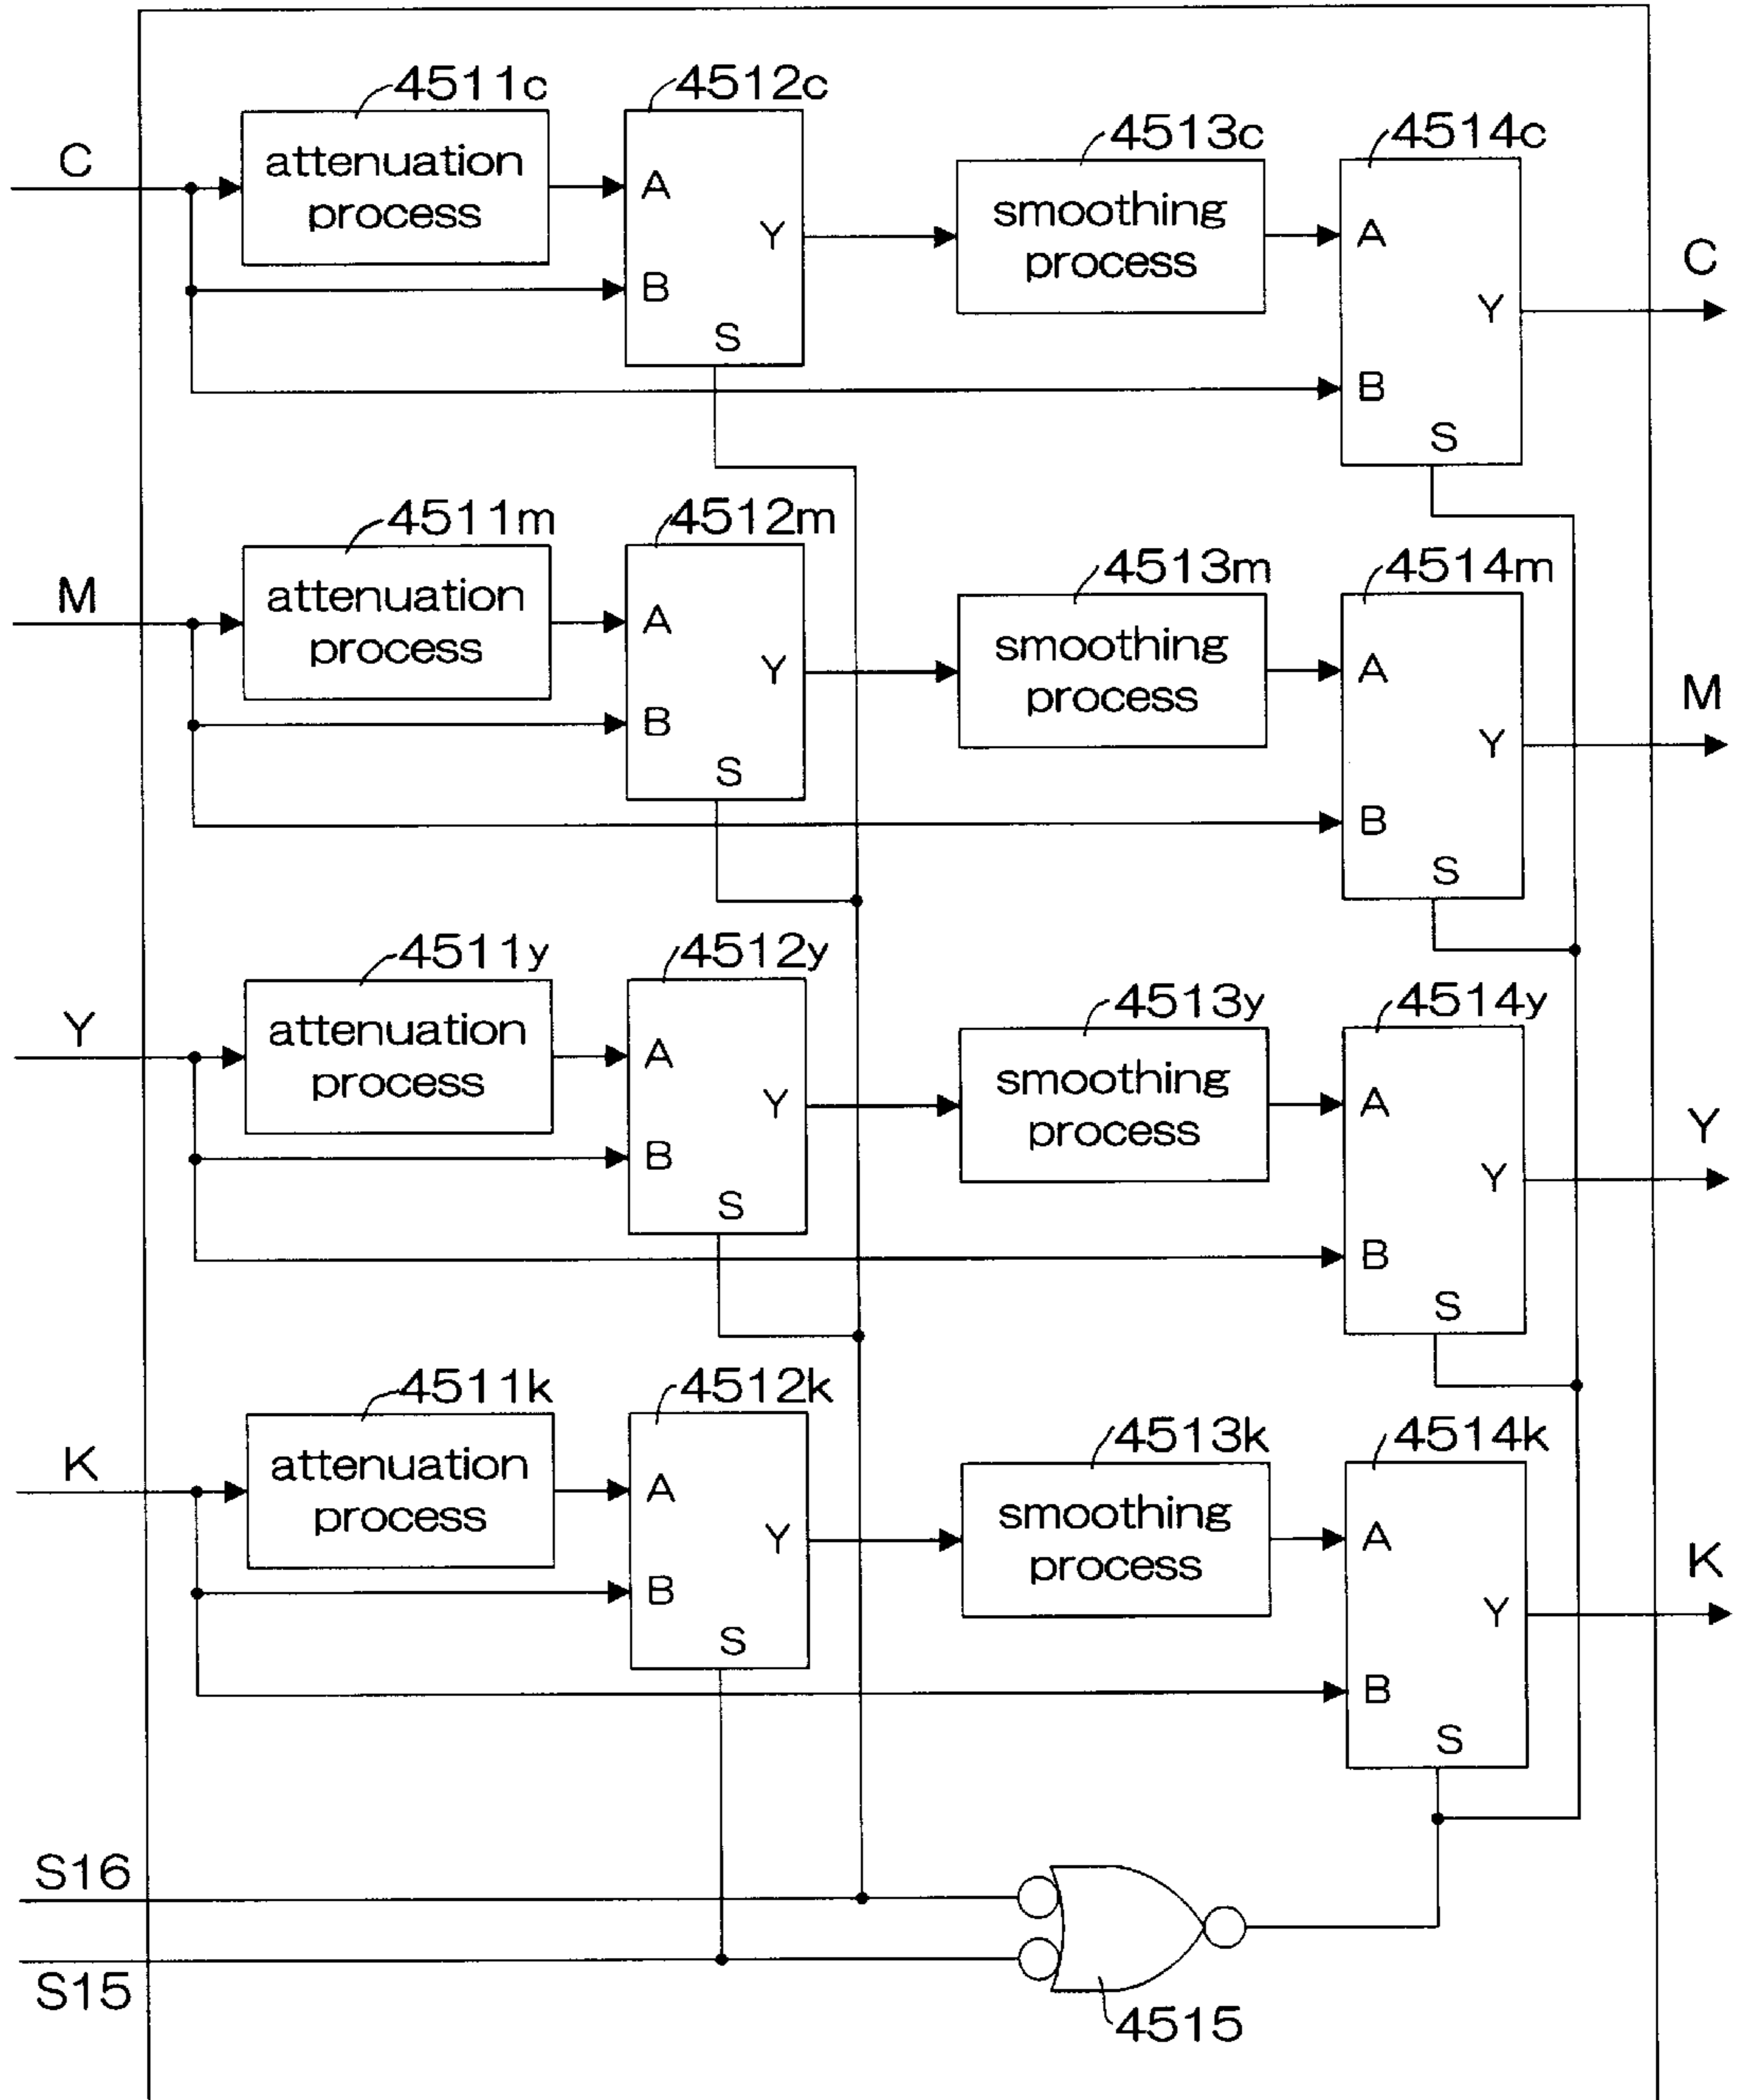 4511c
4512c
4513c
4514c
C
attenuation
process
A
B
Y
S
smoothing
process
A
B
Y
S
C
4511m
4512m
4513m
4514m
M
attenuation
process
A
B
Y
S
smoothing
process
A
B
Y
S
M
4511y
4512y
4513y
4514y
Y
attenuation
process
A
B
Y
S
smoothing
process
A
B
Y
S
Y
4511k
4512k
4513k
4514k
K
attenuation
process
A
B
Y
S
smoothing
process
A
B
Y
S
K
S16
S15
4515